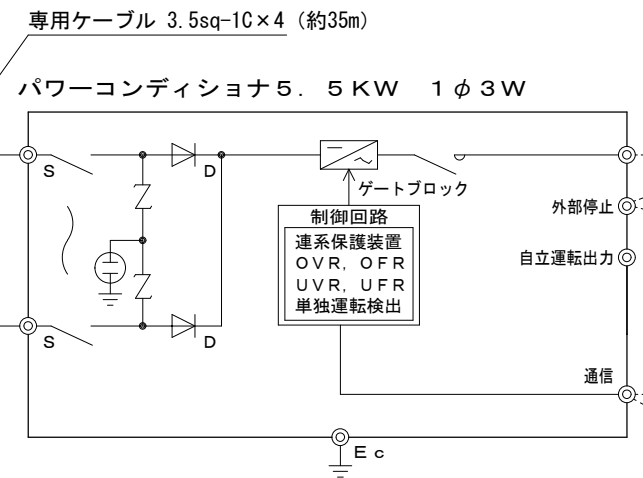 専用ケーブル 3.5sq-1C×4 (約35m)
パワーコンディショナ5.5KW 1φ3W
S
D
ゲートブロック
外部停止
制御回路
連系保護装置
OVR, OFR
UVR, UFR
単独運転検出
自立運転出力
S
D
通信
Ec